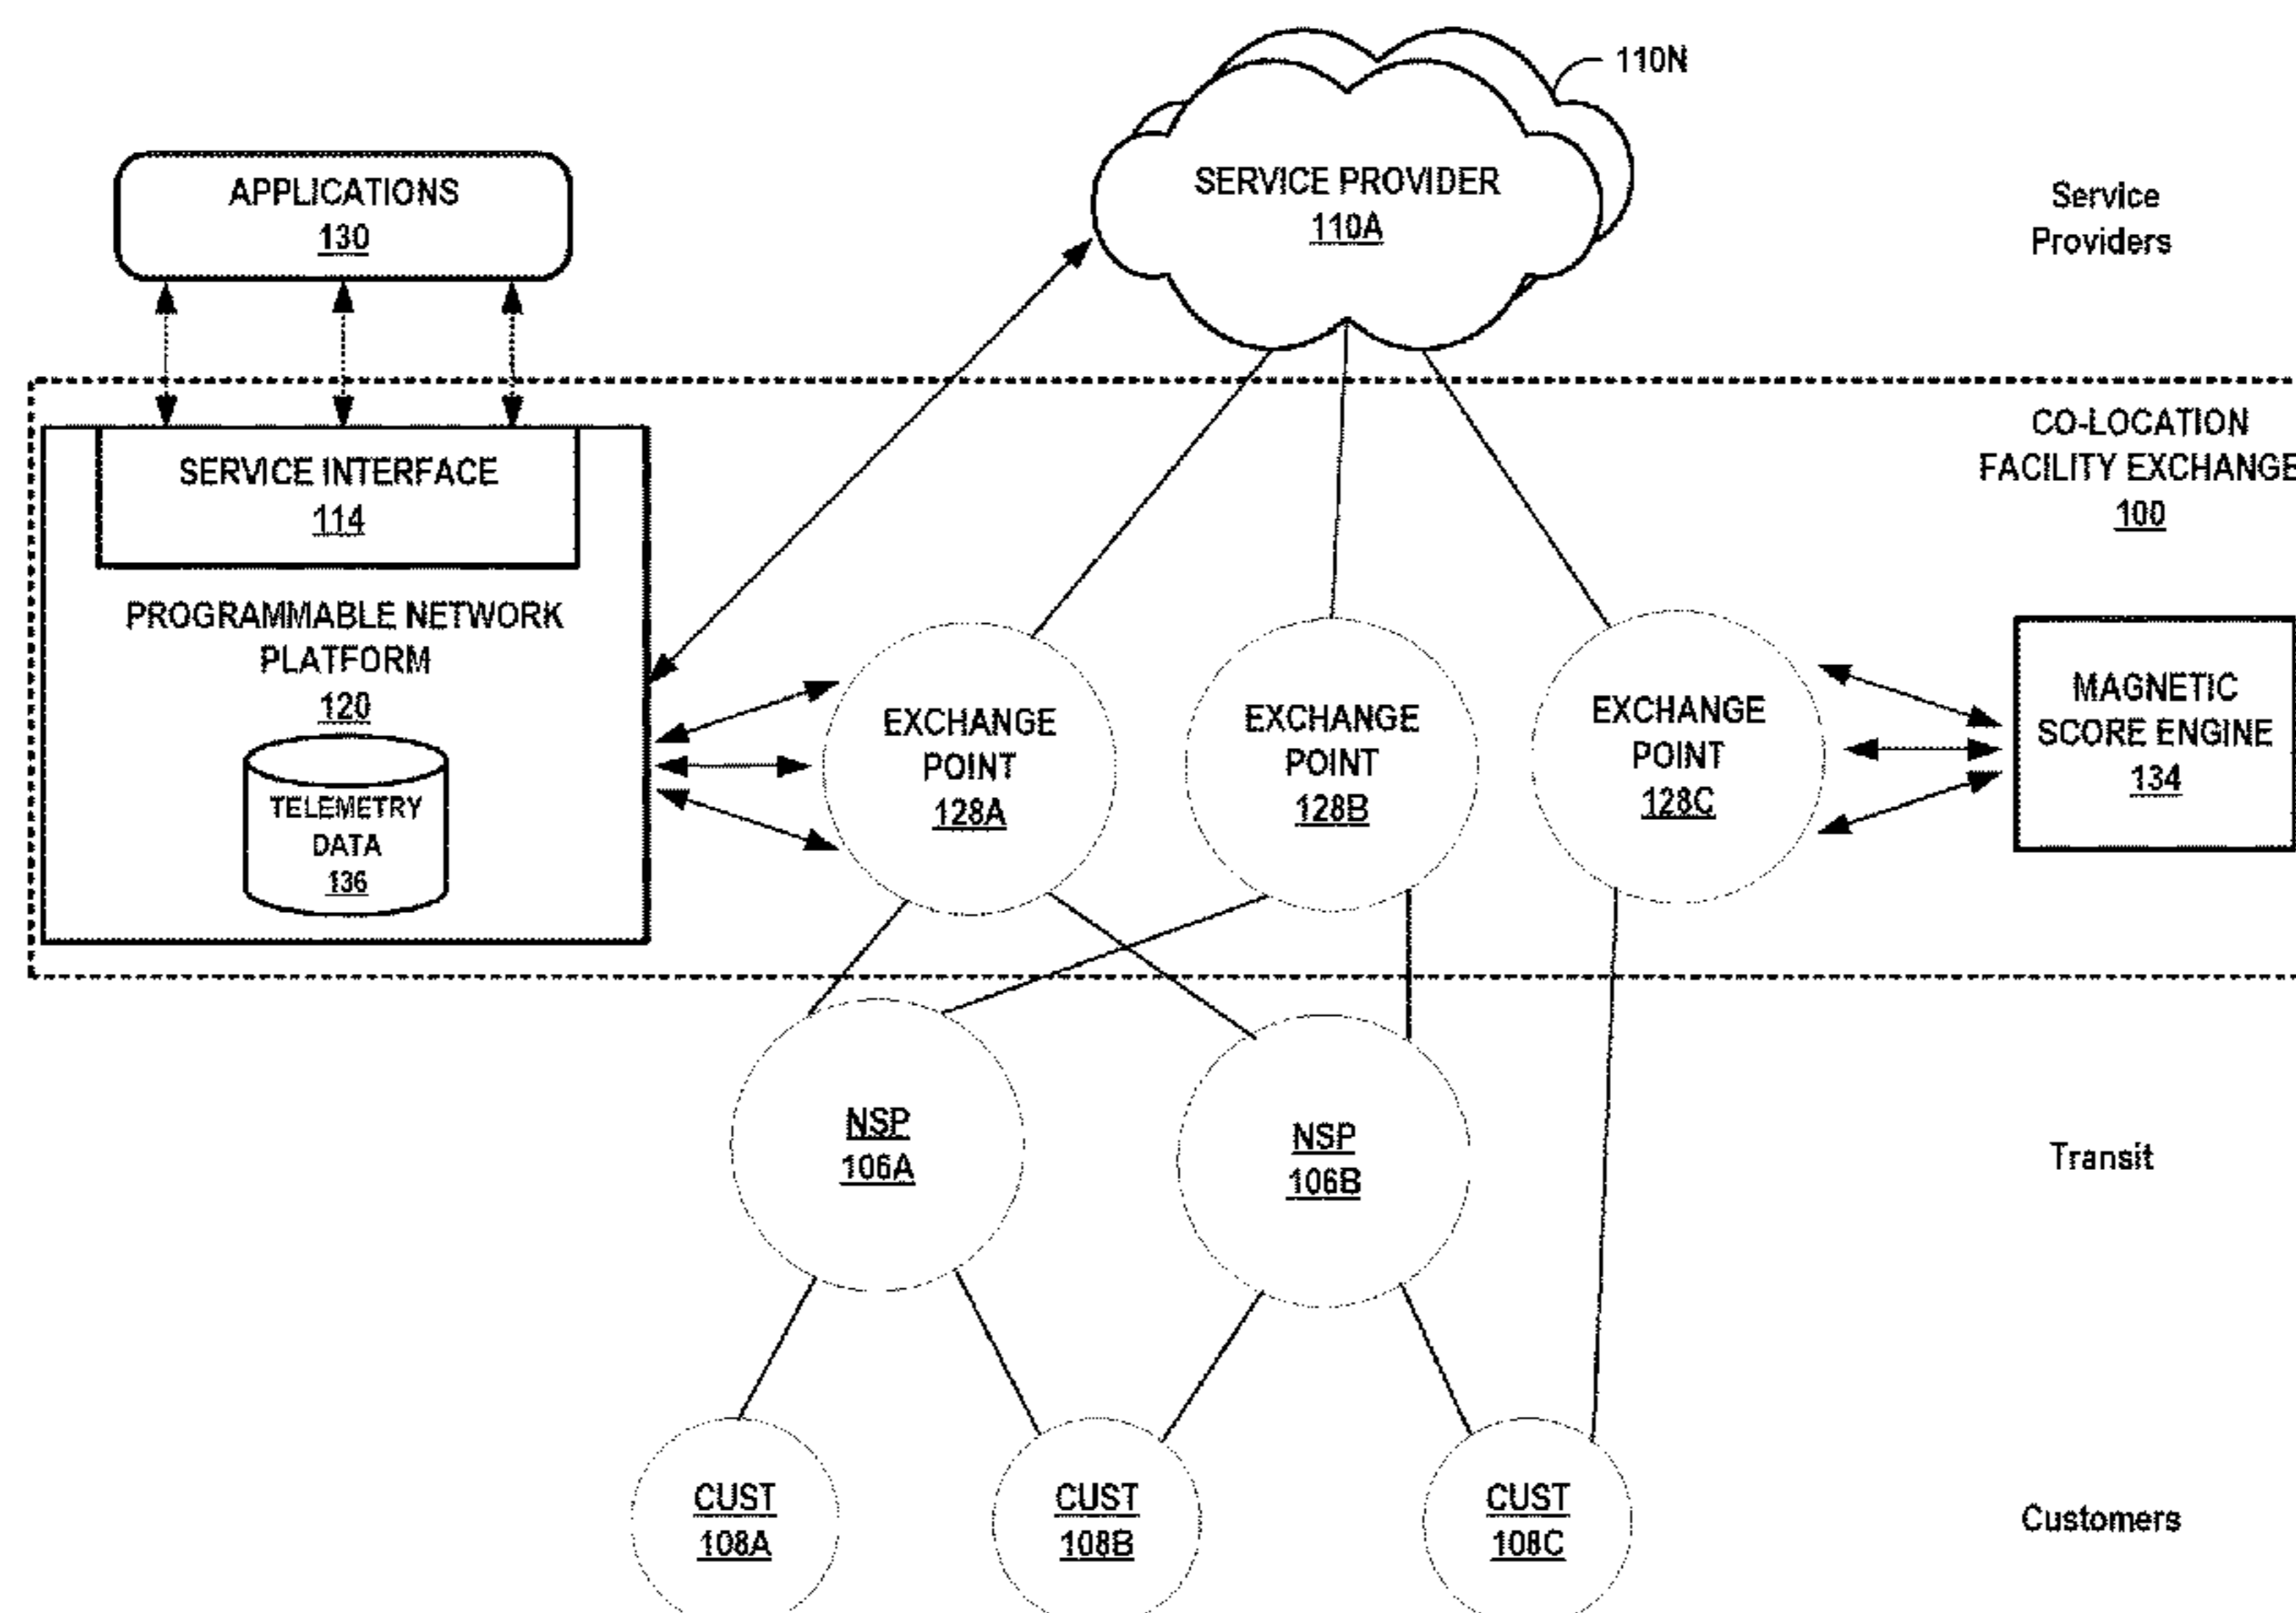 110N
SERVICE PROVIDER
110A
Service
Providers
APPLICATIONS
130
CO-LOCATION
FACILITY EXCHANGE
100
SERVICE INTERFACE
114
PROGRAMMABLE NETWORK
PLATFORM
120
TELEMETRY
DATA
136
EXCHANGE
POINT
128A
EXCHANGE
POINT
128B
EXCHANGE
POINT
128C
MAGNETIC
SCORE ENGINE
134
NSP
106A
NSP
106B
Transit
CUST
108A
CUST
108B
CUST
108C
Customers